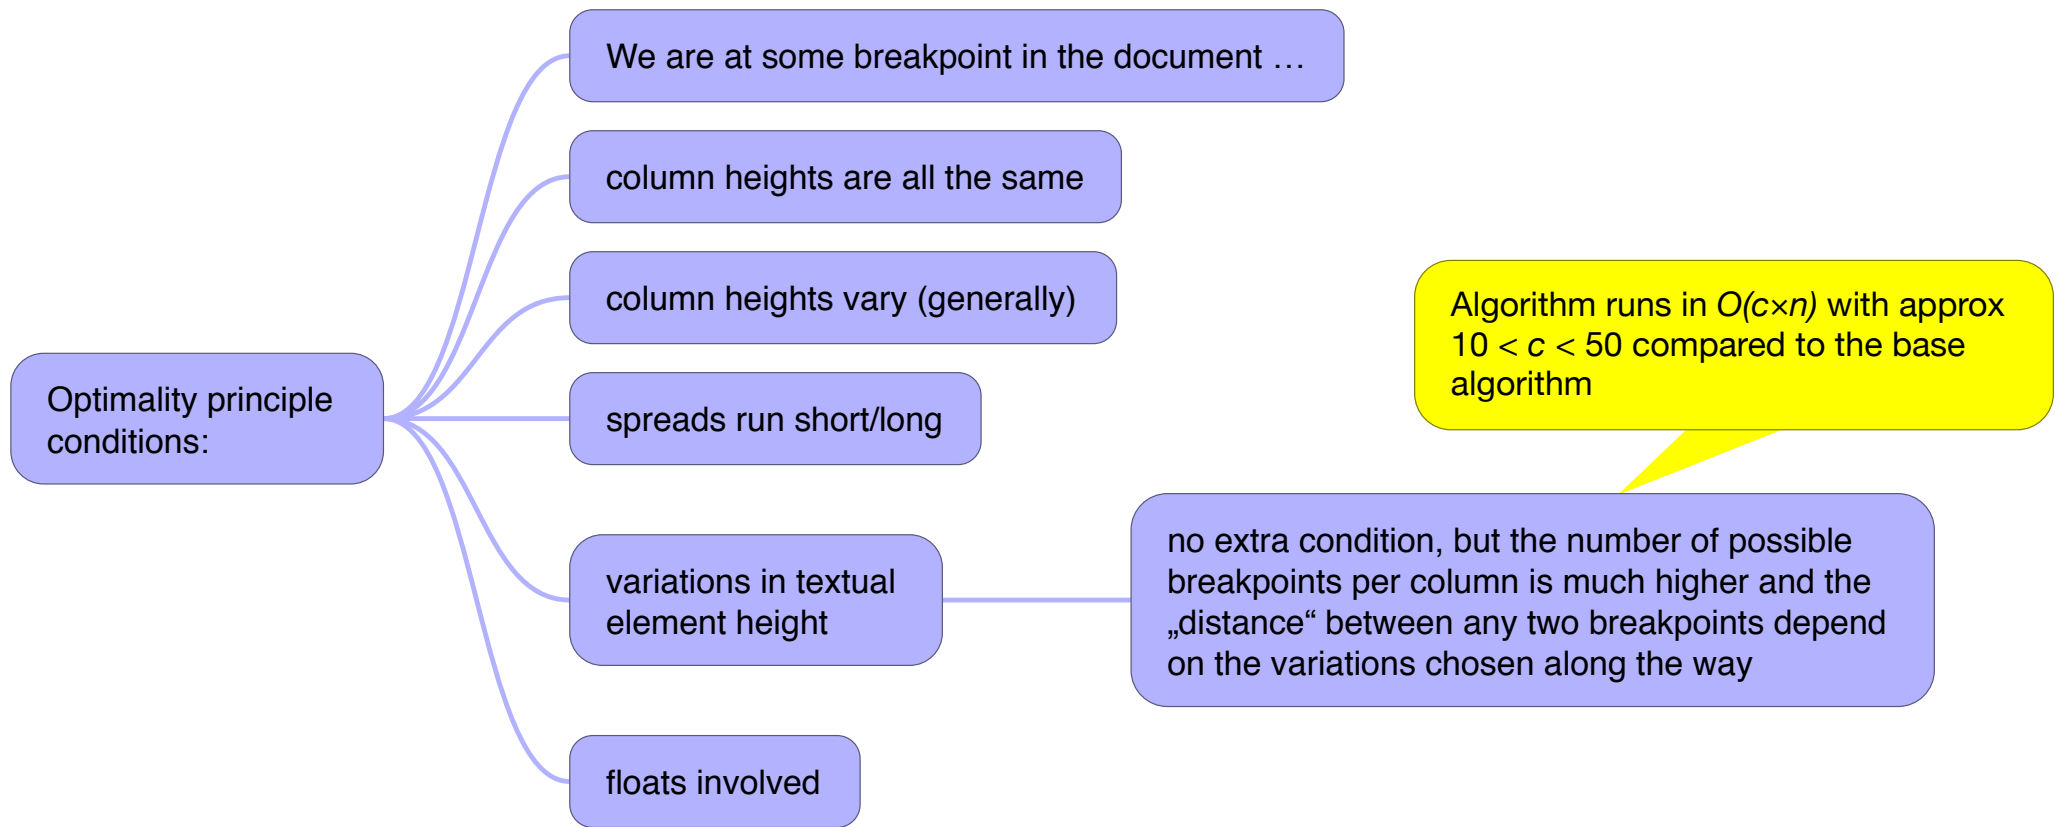 We are at some breakpoint in the document …
column heights are all the same
column heights vary (generally)
Algorithm runs in O(c×n) with approx
10 < c < 50 compared to the base
algorithm
Optimality principle
conditions:
spreads run short/long
no extra condition, but the number of possible
breakpoints per column is much higher and the
„distance“ between any two breakpoints depend
on the variations chosen along the way
variations in textual
element height
floats involved